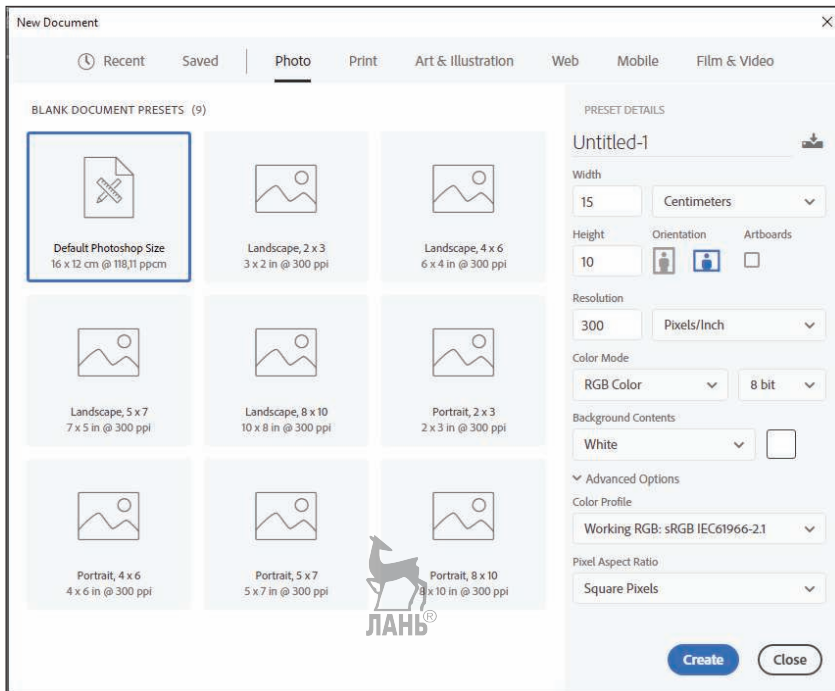 New Document
Recent Saved Photo Print Art & Illustration Web Mobile Film & Video
BLANK DOCUMENT PRESETS (9)
Default Photoshop Size
16 x 12 cm @ 118,11 ppcm
Landscape, 2 x 3
3 x 2 in @ 300 ppi
Landscape, 4 x 6
6 x 4 in @ 300 ppi
Landscape, 5 x 7
7 x 5 in @ 300 ppi
Landscape, 8 x 10
10 x 8 in @ 300 ppi
Portrait, 2 x 3
2 x 3 in @ 300 ppi
Portrait, 4 x 6
4 x 6 in @ 300 ppi
Portrait, 5 x 7
5 x 7 in @ 300 ppi
Portrait, 8 x 10
8 x 10 in @ 300 ppi
ЛАНЬ®
PRESET DETAILS
Untitled-1
Width
15 Centimeters
Height Orientation Artboards
10
Resolution
300 Pixels/Inch
Color Mode
RGB Color 8 bit
Background Contents
White
Advanced Options
Color Profile
Working RGB: sRGB IEC61966-2.1
Pixel Aspect Ratio
Square Pixels
Create Close